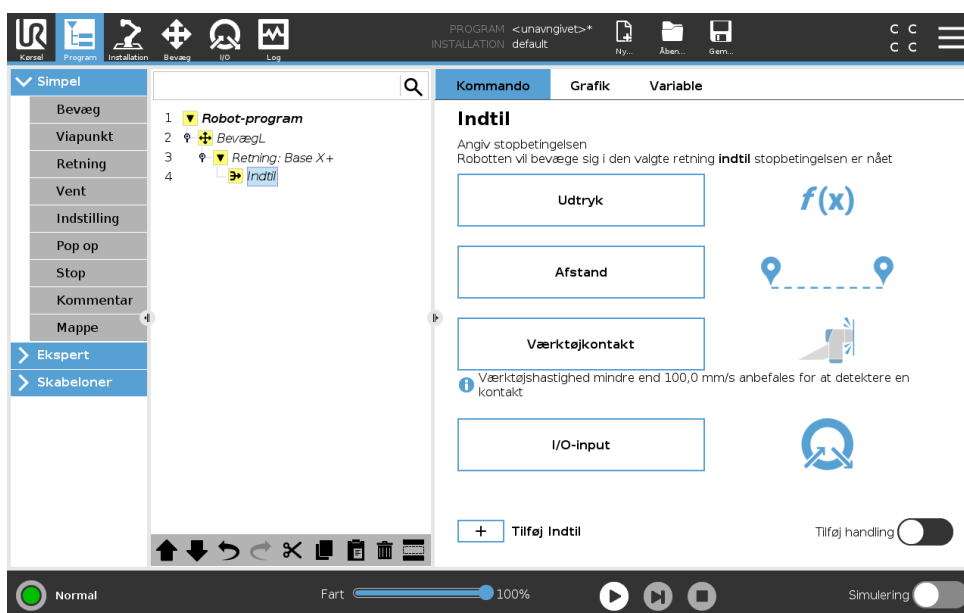 PROGRAM <unavngivet>*
INSTALLATION default
Kørsel
Program
Installation
Bevæg
I/O
Log
Ny...
Åben...
Gem...
C C
C C
Simpel
Bevæg
Viapunkt
Retning
Vent
Indstilling
Pop op
Stop
Kommentar
Mappe
Ekspert
Skabeloner
1 Robot-program
2 BevægL
3 Retning: Base X+
4 Indtil
Kommando
Grafik
Variable
Indtil
Angiv stopbetingelsen
Robotten vil bevæge sig i den valgte retning indtil stopbetingelsen er nået
Udtryk
f(x)
Afstand
Værktøjkontakt
Værktøjshastighed mindre end 100,0 mm/s anbefales for at detektere en
kontakt
I/O-input
+ Tilføj Indtil
Tilføj handling
Normal
Fart
100%
Simulering